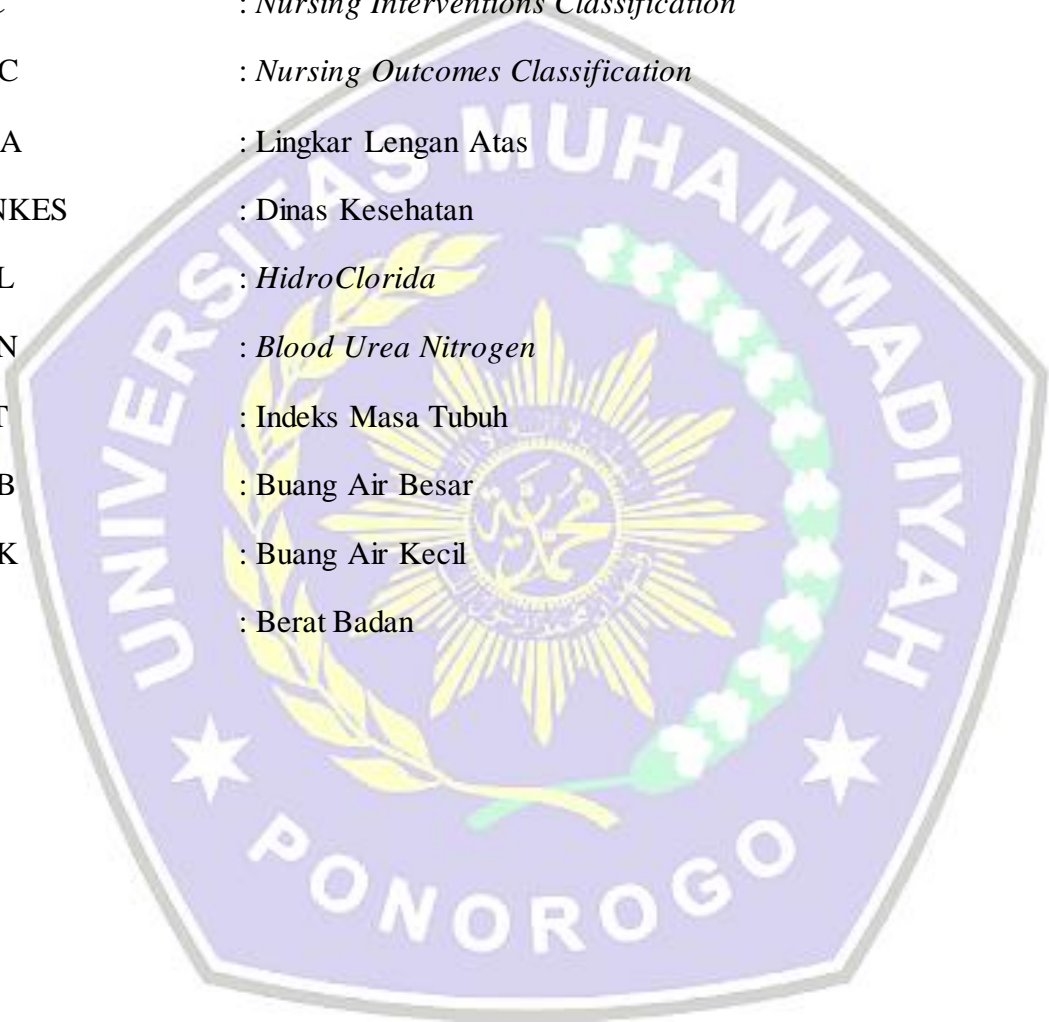 C : Nursing Interventions Classification
C : Nursing Outcomes Classification
A : Lingkar Lengan Atas
NKES : Dinas Kesehatan
L : HidroClorida
N : Blood Urea Nitrogen
T : Indeks Masa Tubuh
B : Buang Air Besar
K : Buang Air Kecil
: Berat Badan
UNIVERSITAS MUHAMMADIYAH
PONOROGO